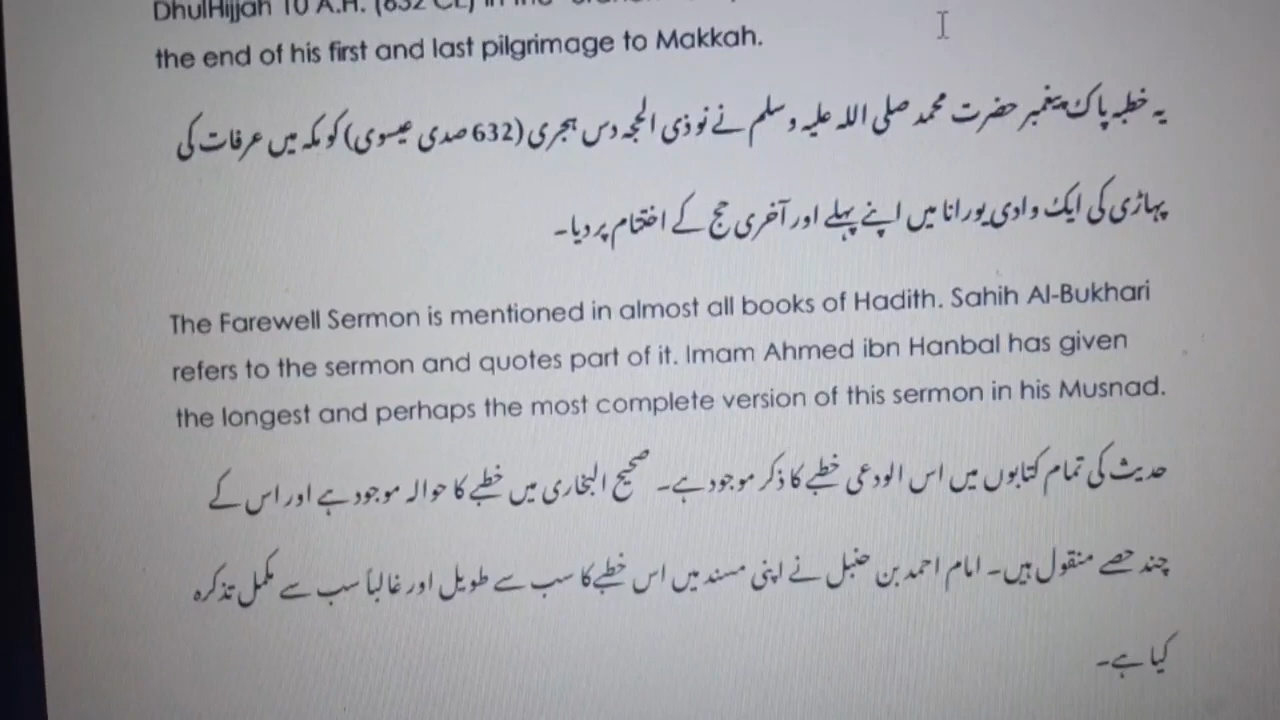 DhulHijjah 10 A.H. (632 CE) in the
the end of his first and last pilgrimage to Makkah.
یہ خطبہ پاک پیغمبر حضرت محمد صلی اللہ علیہ وسلم نے نو ذی الحجہ دس ہجری (632 صدی عیسوی) کو مکہ میں عرفات کی
پہاڑی کی ایک وادی یورانا میں اپنے پہلے اور آخری حج کے اختتام پر دیا۔
The Farewell Sermon is mentioned in almost all books of Hadith. Sahih Al-Bukhari
refers to the sermon and quotes part of it. Imam Ahmed ibn Hanbal has given
the longest and perhaps the most complete version of this sermon in his Musnad.
حدیث کی تمام کتابوں میں اس الودعی خطبے کا ذکر موجود ہے۔ صحیح البخاری میں خطبے کا حوالہ موجود ہے اور اس کے
چند حصے منقول ہیں۔ امام احمد بن حنبل نے اپنی مسند میں اس خطبے کا سب سے طویل اور غالباً سب سے مکمل تذکرہ
کیا ہے۔